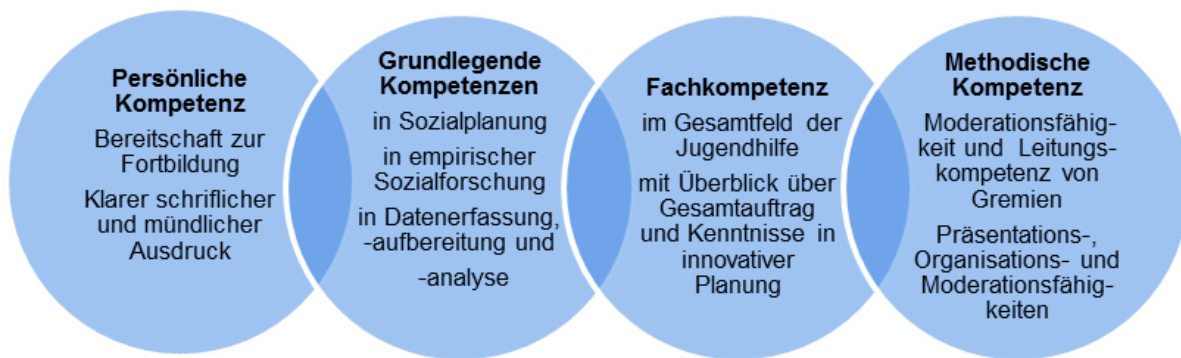 Persönliche
Kompetenz
Bereitschaft zur
Fortbildung
Klarer schriflicher
und mündlicher
Ausdruck
Grundlegende
Kompetenzen
in Sozialplanung
in empirischer
Sozialforschung
in Datenerfassung,
-aufbereitung und
-analyse
Fachkompetenz
im Gesamtfeld der
Jugendhilfe
mit Überblick über
Gesamtauftrag
und Kenntnisse in
innovativer
Planung
Methodische
Kompetenz
Moderationsfähig-
keit und Leitungs-
kompetenz von
Gremien
Präsentations-,
Organisations- und
Moderationsfähig-
keiten